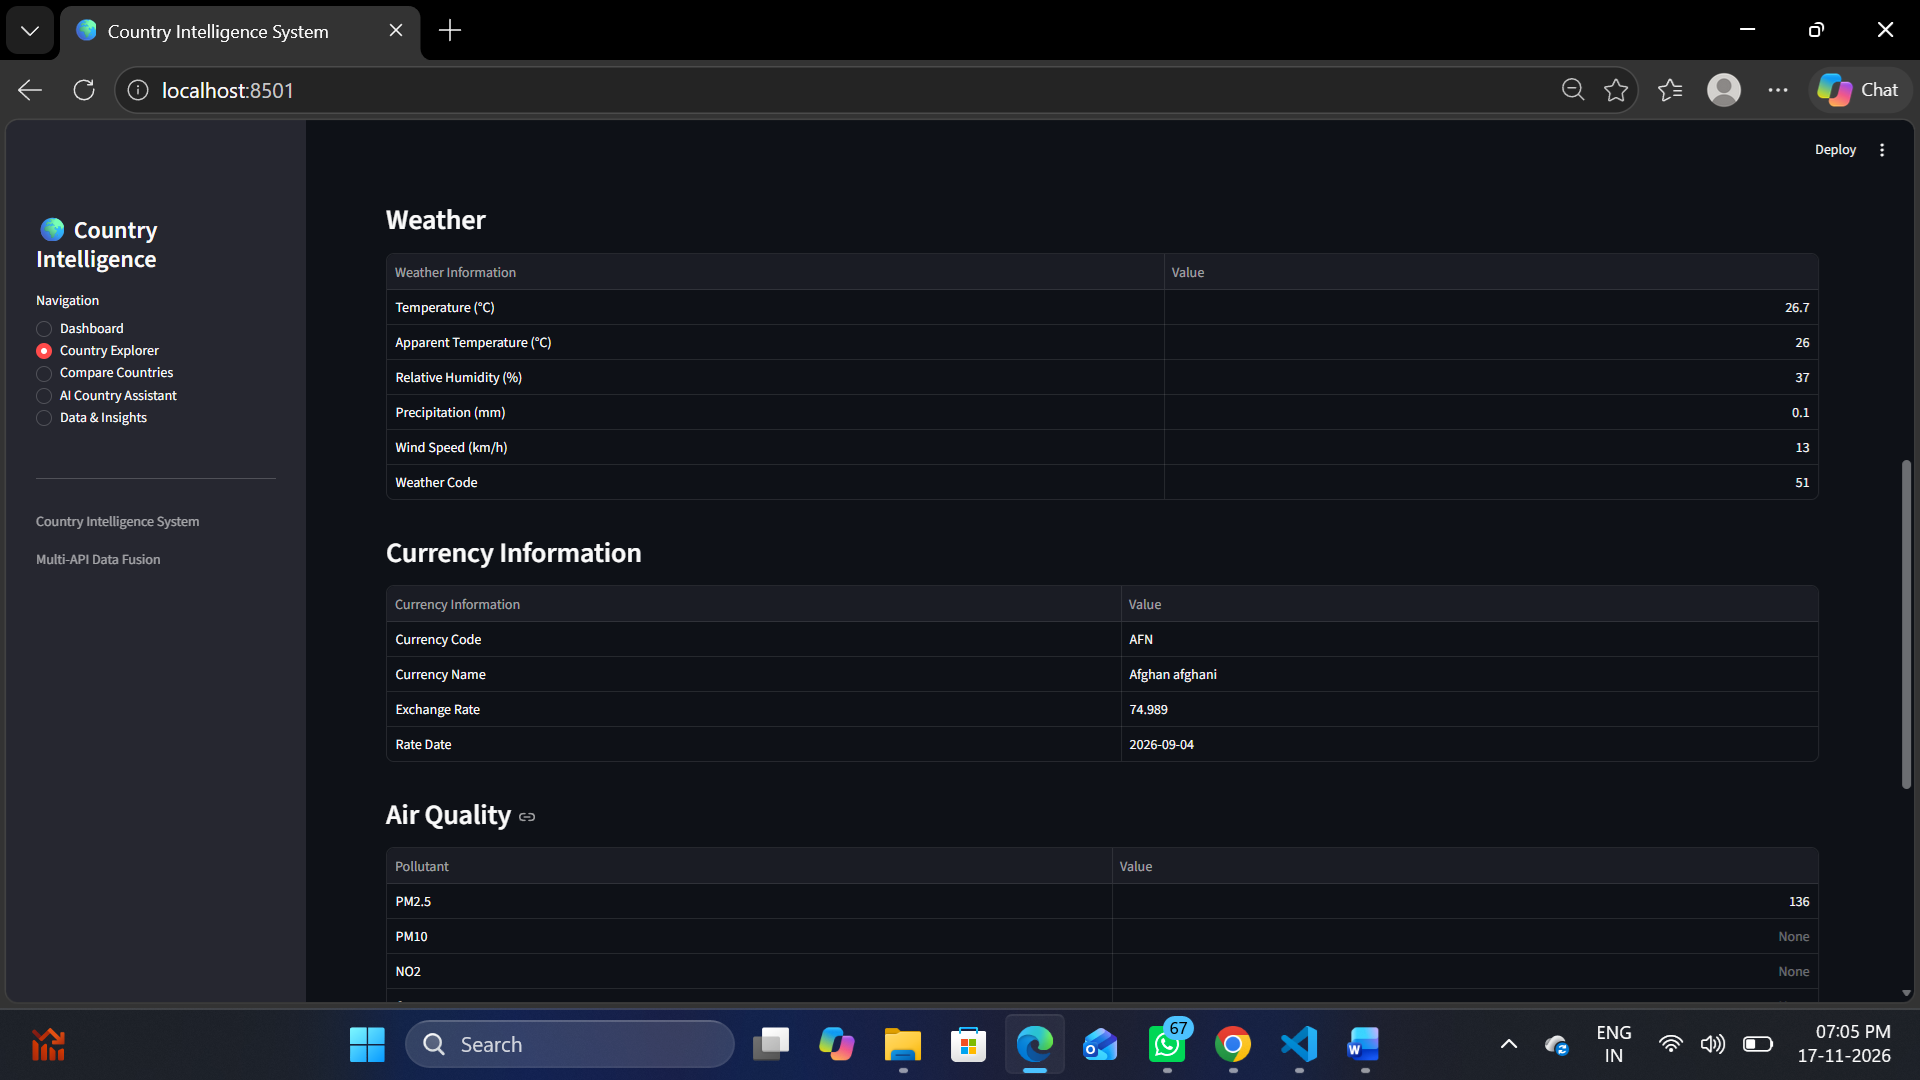 Country Intelligence System
localhost:8501
Chat
Deploy
Country
Intelligence
Navigation
Dashboard
Country Explorer
Compare Countries
AI Country Assistant
Data & Insights
Country Intelligence System
Multi-API Data Fusion
Weather
Weather Information Value
Temperature (°C) 26.7
Apparent Temperature (°C) 26
Relative Humidity (%) 37
Precipitation (mm) 0.1
Wind Speed (km/h) 13
Weather Code 51
Currency Information
Currency Information Value
Currency Code AFN
Currency Name Afghan afghani
Exchange Rate 74.989
Rate Date 2026-09-04
Air Quality
Pollutant Value
PM2.5 136
PM10 None
NO2 None
Search
67
ENG
IN
07:05 PM
17-11-2026